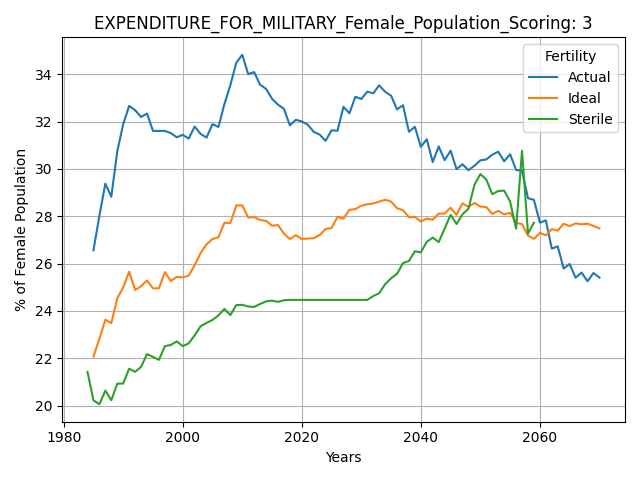 EXPENDITURE_FOR_MILITARY_Female_Population_Scoring: 3
Fertility
Actual
Ideal
Sterile
% of Female Population
34
32
30
28
26
24
22
20
1980
2000
2020
2040
2060
Years